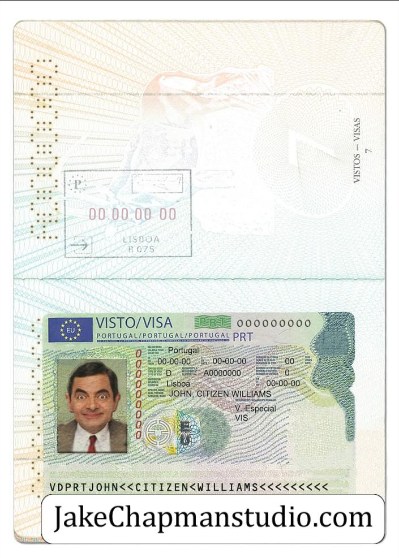 VISTOS — VISAS
7
P
00 00 00 00
LISBOA
VISTO/VISA
PRT
000000000
PORTUGAL/PORTUGAL/PORTUGAL
PRT
EU
Portugal
00-00-00 00-00-00 00
D A0000000 0
Lisboa 00-00-00
JOHN, CITIZEN WILLIAMS
V. Especial
VIS
VDPRTJOHN<<CITIZEN<WILLIAMS<<<<<<<<<
JakeChapmanstudio.com